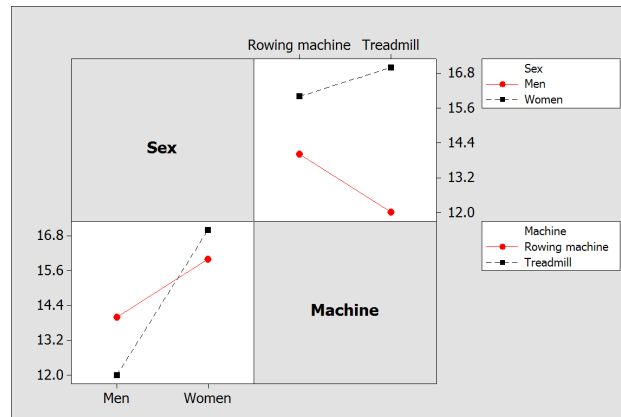 Rowing machine Treadmill
Sex
16.8
15.6
14.4
13.2
12.0
Sex
Men
Women
16.8
15.6
14.4
13.2
12.0
Machine
Machine
Rowing machine
Treadmill
Men Women